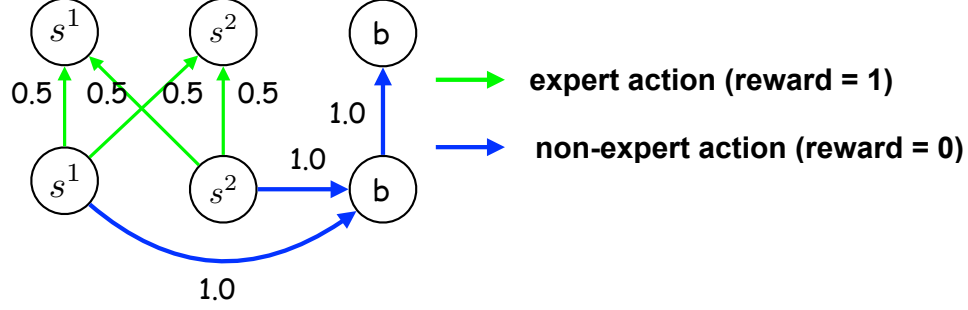 s¹ s² b
0.5 0.5 0.5 0.5
expert action (reward = 1)
1.0
non-expert action (reward = 0)
1.0
s¹ s² b
1.0